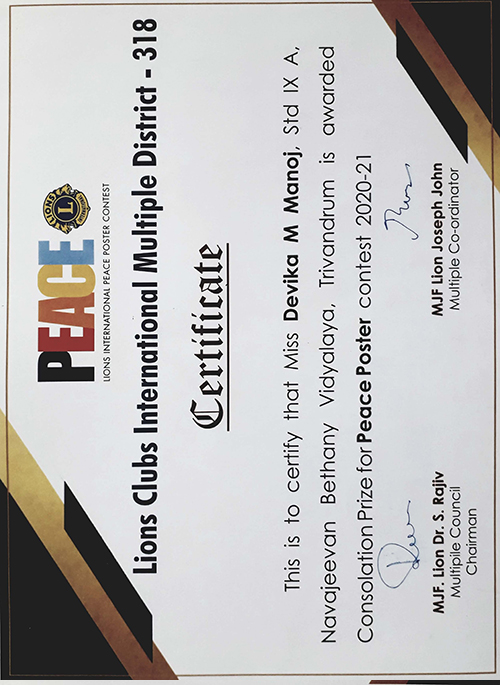 PEACE
LIONS INTERNATIONAL PEACE POSTER CONTEST
Lions Clubs International Multiple District - 318
Certificate
This is to certify that Miss Devika M Manoj, Std IX A,
Navajeevan Bethany Vidyalaya, Trivandrum is awarded
Consolation Prize for Peace Poster contest 2020-21
MJF. Lion Dr. S. Rajiv
Multipile Council
Chairman
MJF Lion Joseph John
Multiple Co-ordinator